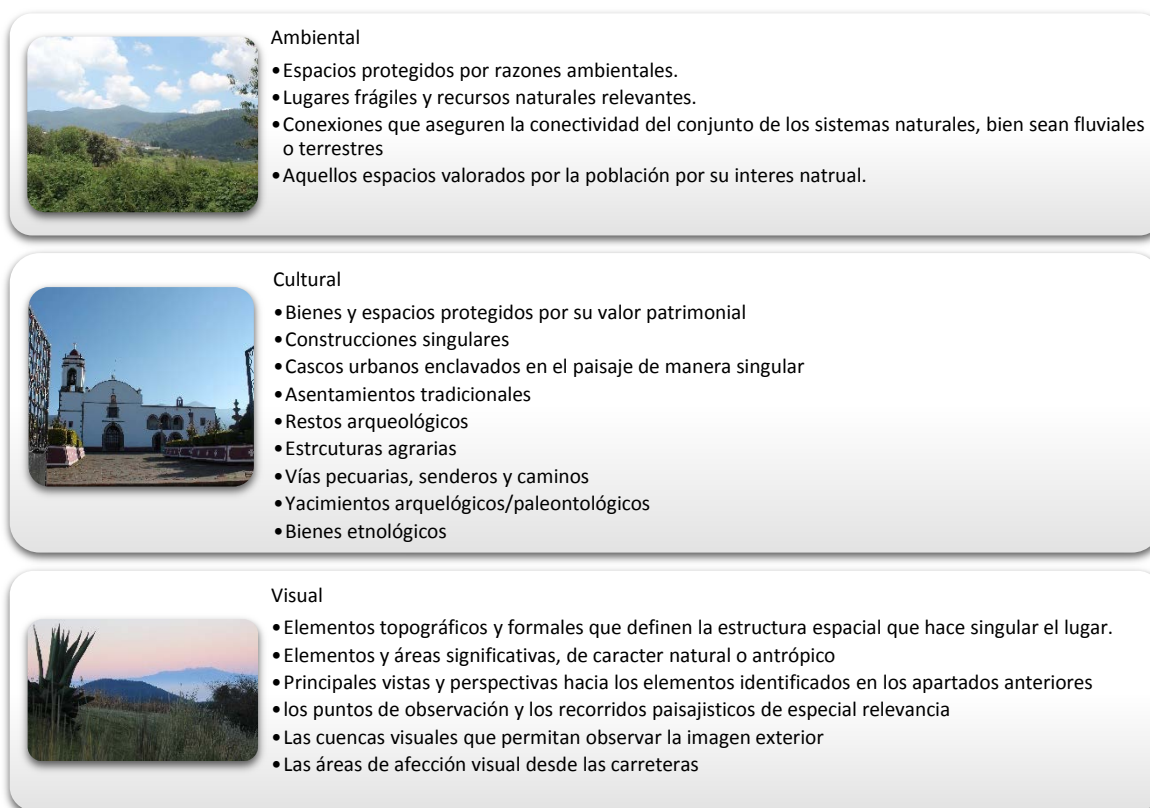 Ambiental
•Espacios protegidos por razones ambientales.
•Lugares frágiles y recursos naturales relevantes.
•Conexiones que aseguren la conectividad del conjunto de los sistemas naturales, bien sean fluviales
o terrestres
•Aquellos espacios valorados por la población por su interes natrual.
Cultural
•Bienes y espacios protegidos por su valor patrimonial
•Construcciones singulares
•Cascos urbanos enclavados en el paisaje de manera singular
•Asentamientos tradicionales
•Restos arqueológicos
•Estrcuturas agrarias
•Vías pecuarias, senderos y caminos
•Yacimientos arquelógicos/paleontológicos
•Bienes etnológicos
Visual
•Elementos topográficos y formales que definen la estructura espacial que hace singular el lugar.
•Elementos y áreas significativas, de caracter natural o antrópico
•Principales vistas y perspectivas hacia los elementos identificados en los apartados anteriores
•los puntos de observación y los recorridos paisajisticos de especial relevancia
•Las cuencas visuales que permitan observar la imagen exterior
•Las áreas de afección visual desde las carreteras